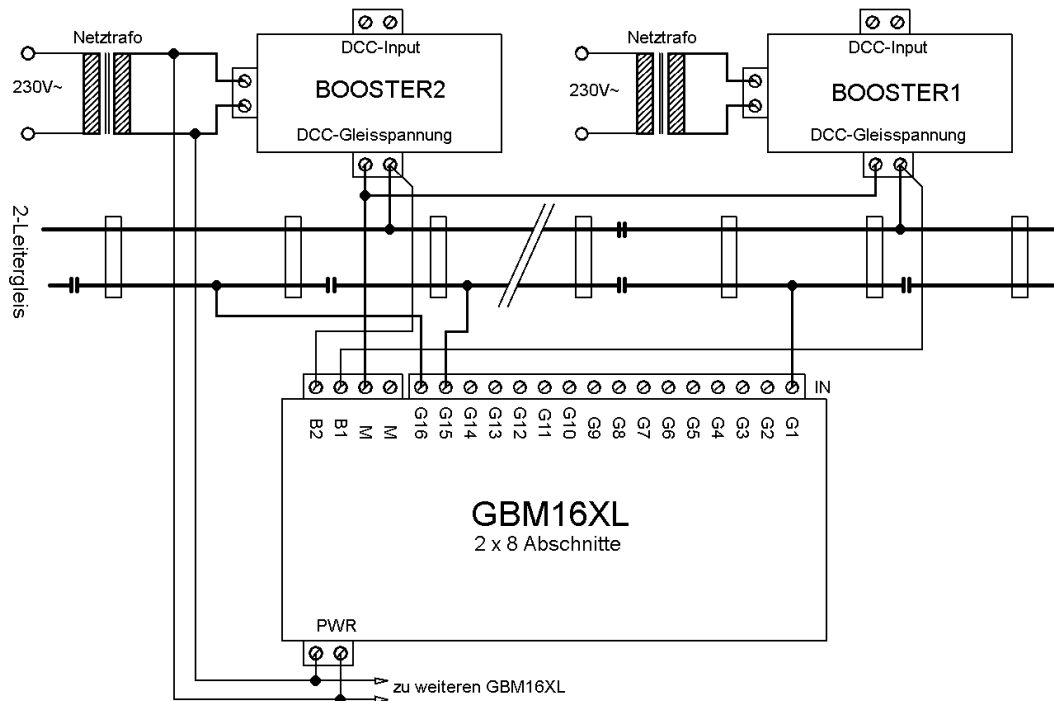 Netztrafo
230V~
DCC-Input
BOOSTER2
DCC-Gleisspannung
Netztrafo
230V~
DCC-Input
BOOSTER1
DCC-Gleisspannung
2-Leitergleis
B2 B1 M M G16 G15 G14 G13 G12 G11 G10 G9 G8 G7 G6 G5 G4 G3 G2 G1 IN
GBM16XL
2 x 8 Abschnitte
PWR
zu weiteren GBM16XL